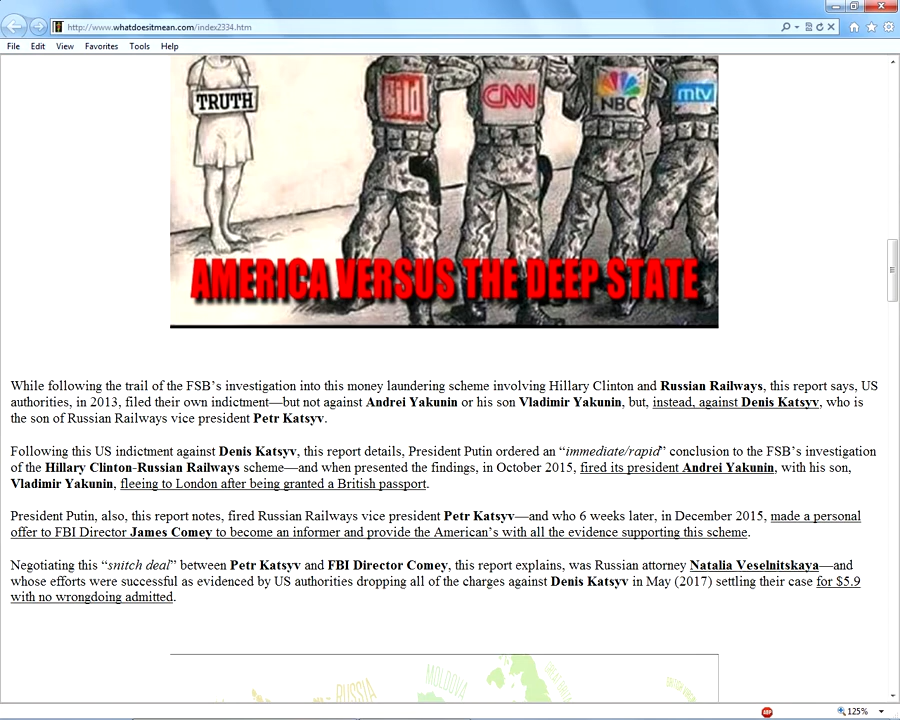 http://www.whatdoesitmean.com/index2334.htm
File Edit View Favorites Tools Help
TRUTH
Bild
CNN
NBC
mtv
AMERICA VERSUS THE DEEP STATE
While following the trail of the FSB's investigation into this money laundering scheme involving Hillary Clinton and Russian Railways, this report says, US
authorities, in 2013, filed their own indictment—but not against Andrei Yakunin or his son Vladimir Yakunin, but, instead, against Denis Katsyv, who is
the son of Russian Railways vice president Petr Katsyv.
Following this US indictment against Denis Katsyv, this report details, President Putin ordered an “immediate/rapid” conclusion to the FSB's investigation
of the Hillary Clinton-Russian Railways scheme—and when presented the findings, in October 2015, fired its president Andrei Yakunin, with his son,
Vladimir Yakunin, fleeing to London after being granted a British passport.
President Putin, also, this report notes, fired Russian Railways vice president Petr Katsyv—and who 6 weeks later, in December 2015, made a personal
offer to FBI Director James Comey to become an informer and provide the American's with all the evidence supporting this scheme.
Negotiating this “snitch deal” between Petr Katsyv and FBI Director Comey, this report explains, was Russian attorney Natalia Veselnitskaya—and
whose efforts were successful as evidenced by US authorities dropping all of the charges against Denis Katsyv in May (2017) settling their case for $5.9
with no wrongdoing admitted.
MOLDOVA
RUSSIA
ABP
125%